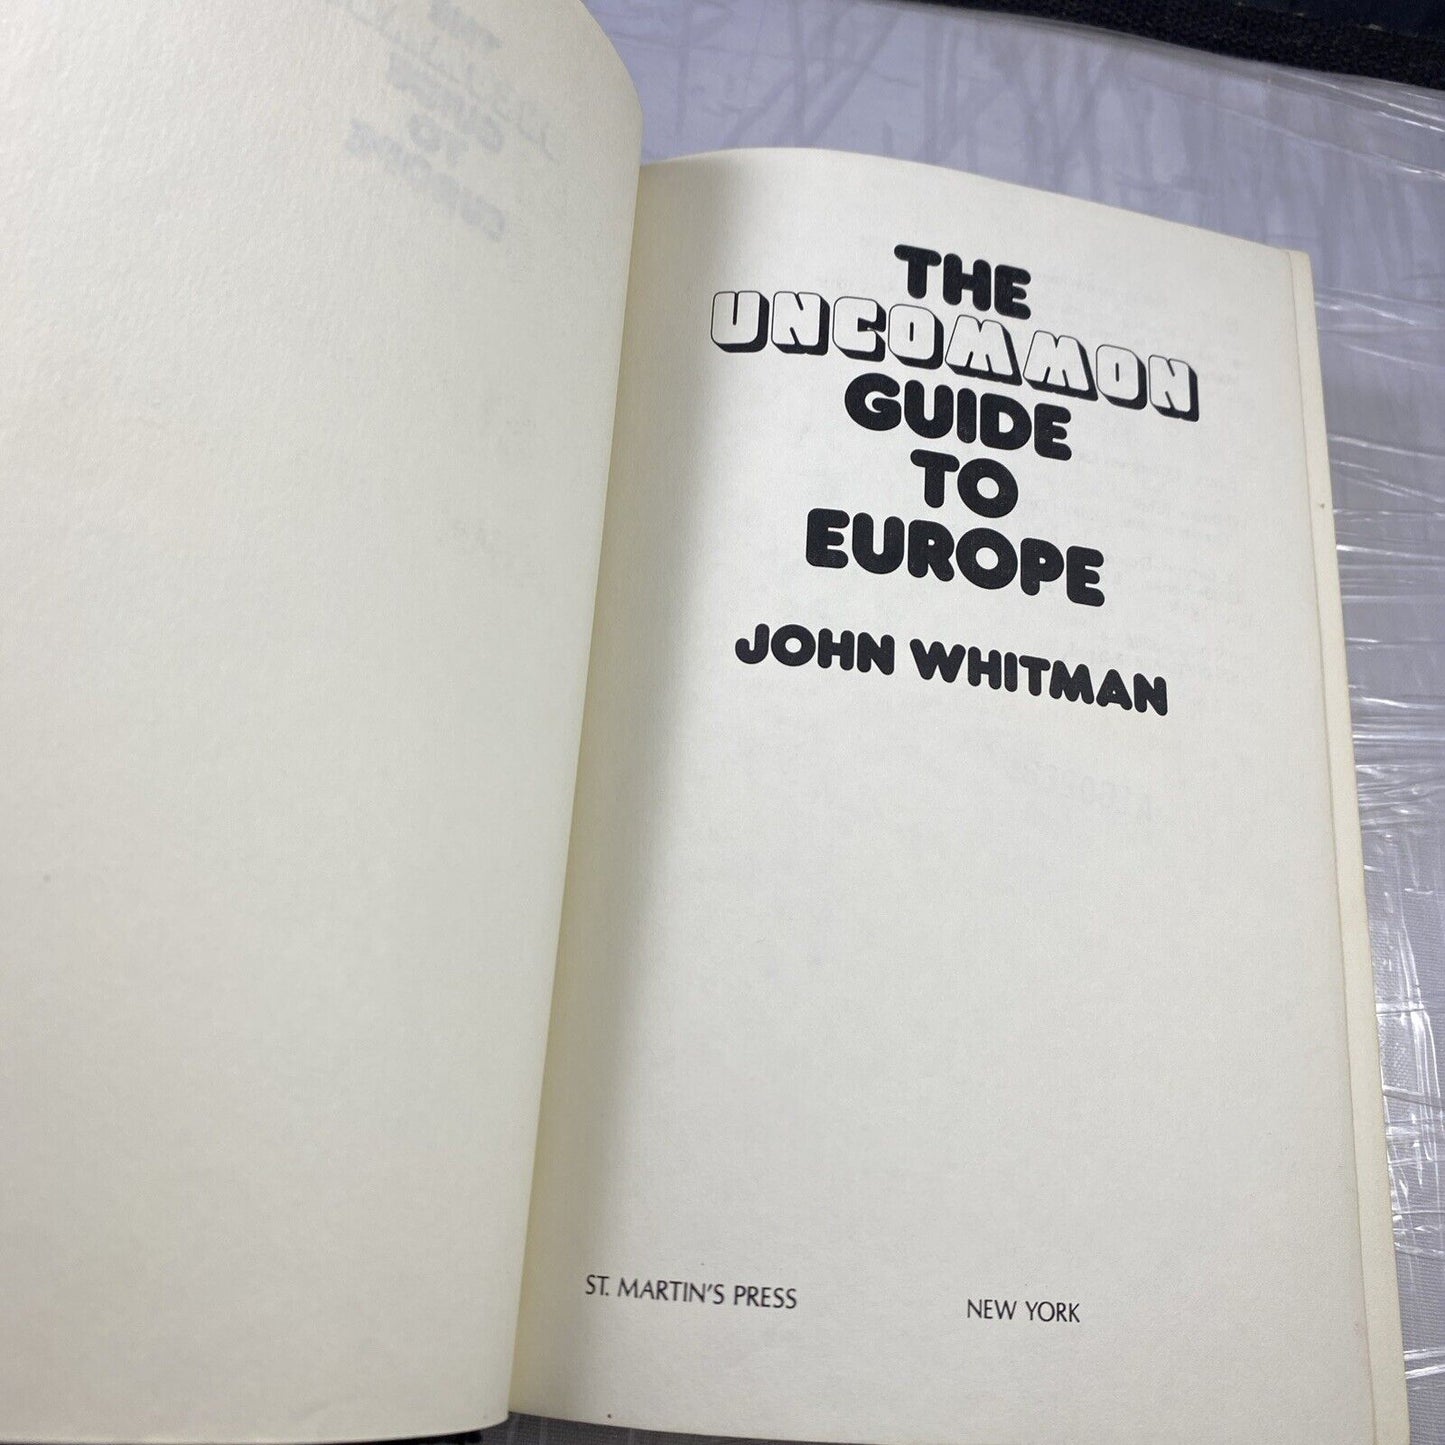 THE
UNCOMMON
GUIDE
TO
EUROPE
JOHN WHITMAN
ST. MARTIN'S PRESS NEW YORK